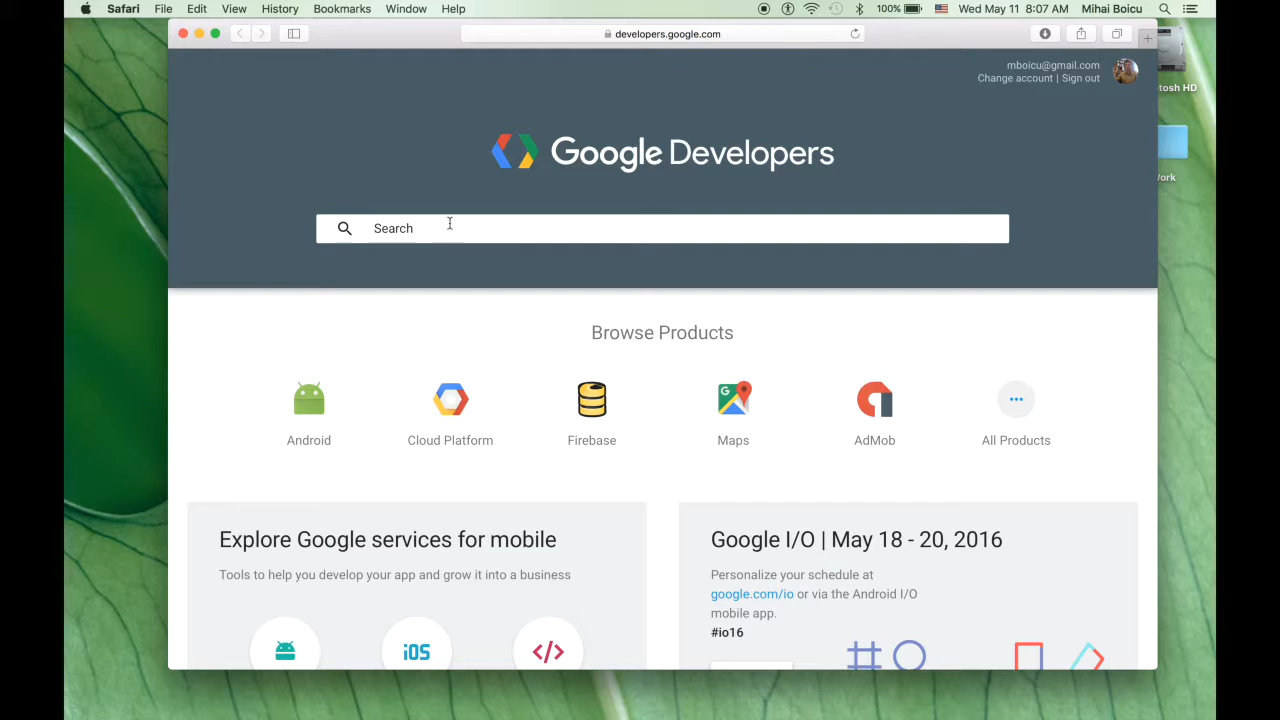 Safari File Edit View History Bookmarks Window Help 100% Wed May 11 8:07 AM Mihai Boicu
developers.google.com
mboicu@gmail.com
Change account | Sign out
tosh HD
Google Developers
Search
Browse Products
Android Cloud Platform Firebase Maps AdMob All Products
Explore Google services for mobile
Tools to help you develop your app and grow it into a business
iOS
Google I/O | May 18 - 20, 2016
Personalize your schedule at
google.com/io or via the Android I/O
mobile app.
#io16